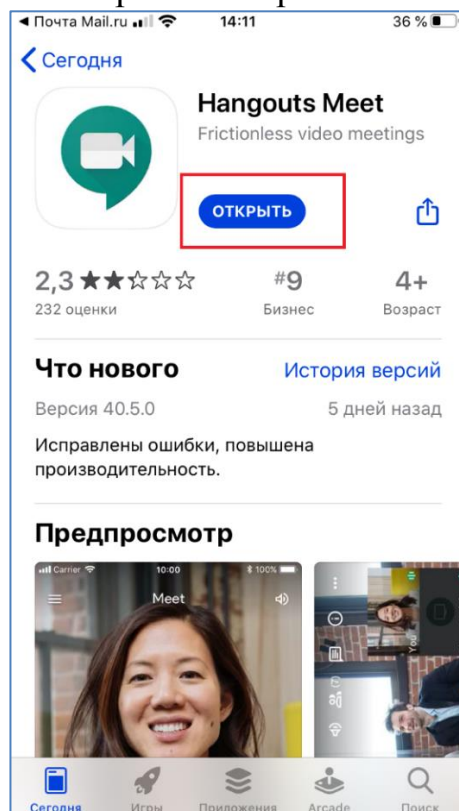 ◀ Почта Mail.ru 14:11 36 %
Сегодня
Hangouts Meet
Frictionless video meetings
ОТКРЫТЬ
2,3 ★★☆☆☆ #9 4+
232 оценки Бизнес Возраст
Что нового История версий
Версия 40.5.0 5 дней назад
Исправлены ошибки, повышена
производительность.
Предпросмотр
Carrier 10:00 100%
Meet
You
Сегодня Игры Приложения Arcade Поиск